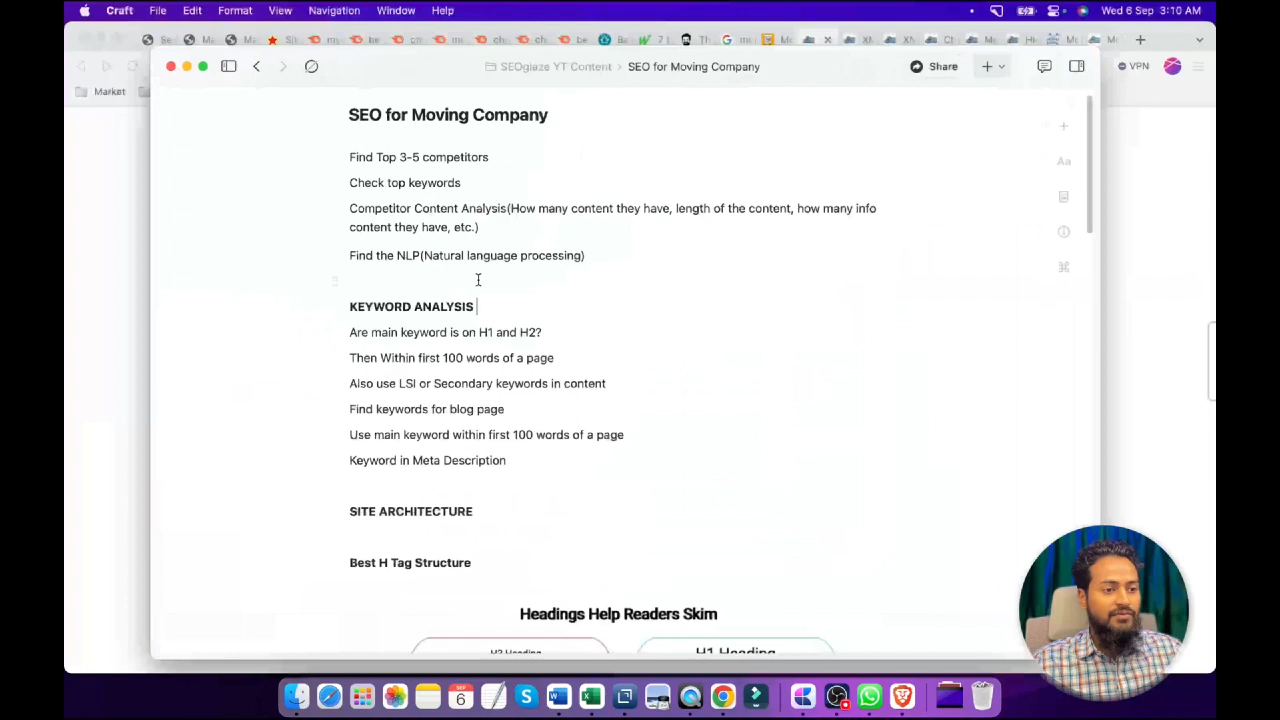 Craft File Edit Format View Navigation Window Help Wed 6 Sep 3:10 AM
SEOglaze YT Content > SEO for Moving Company
Share
VPN
Market
SEO for Moving Company
Find Top 3-5 competitors
Check top keywords
Competitor Content Analysis(How many content they have, length of the content, how many info
content they have, etc.)
Find the NLP(Natural language processing)
KEYWORD ANALYSIS
Are main keyword is on H1 and H2?
Then Within first 100 words of a page
Also use LSI or Secondary keywords in content
Find keywords for blog page
Use main keyword within first 100 words of a page
Keyword in Meta Description
SITE ARCHITECTURE
Best H Tag Structure
Headings Help Readers Skim
H1 Heading
SEP
6